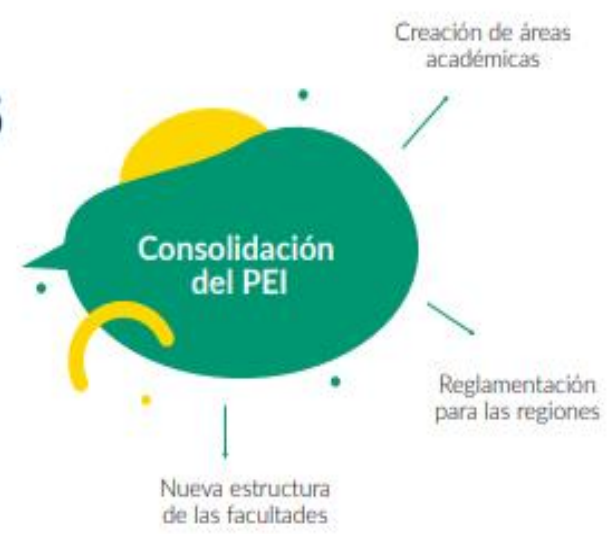 Creación de áreas
académicas
Consolidación
del PEI
Reglamentación
para las regiones
Nueva estructura
de las facultades